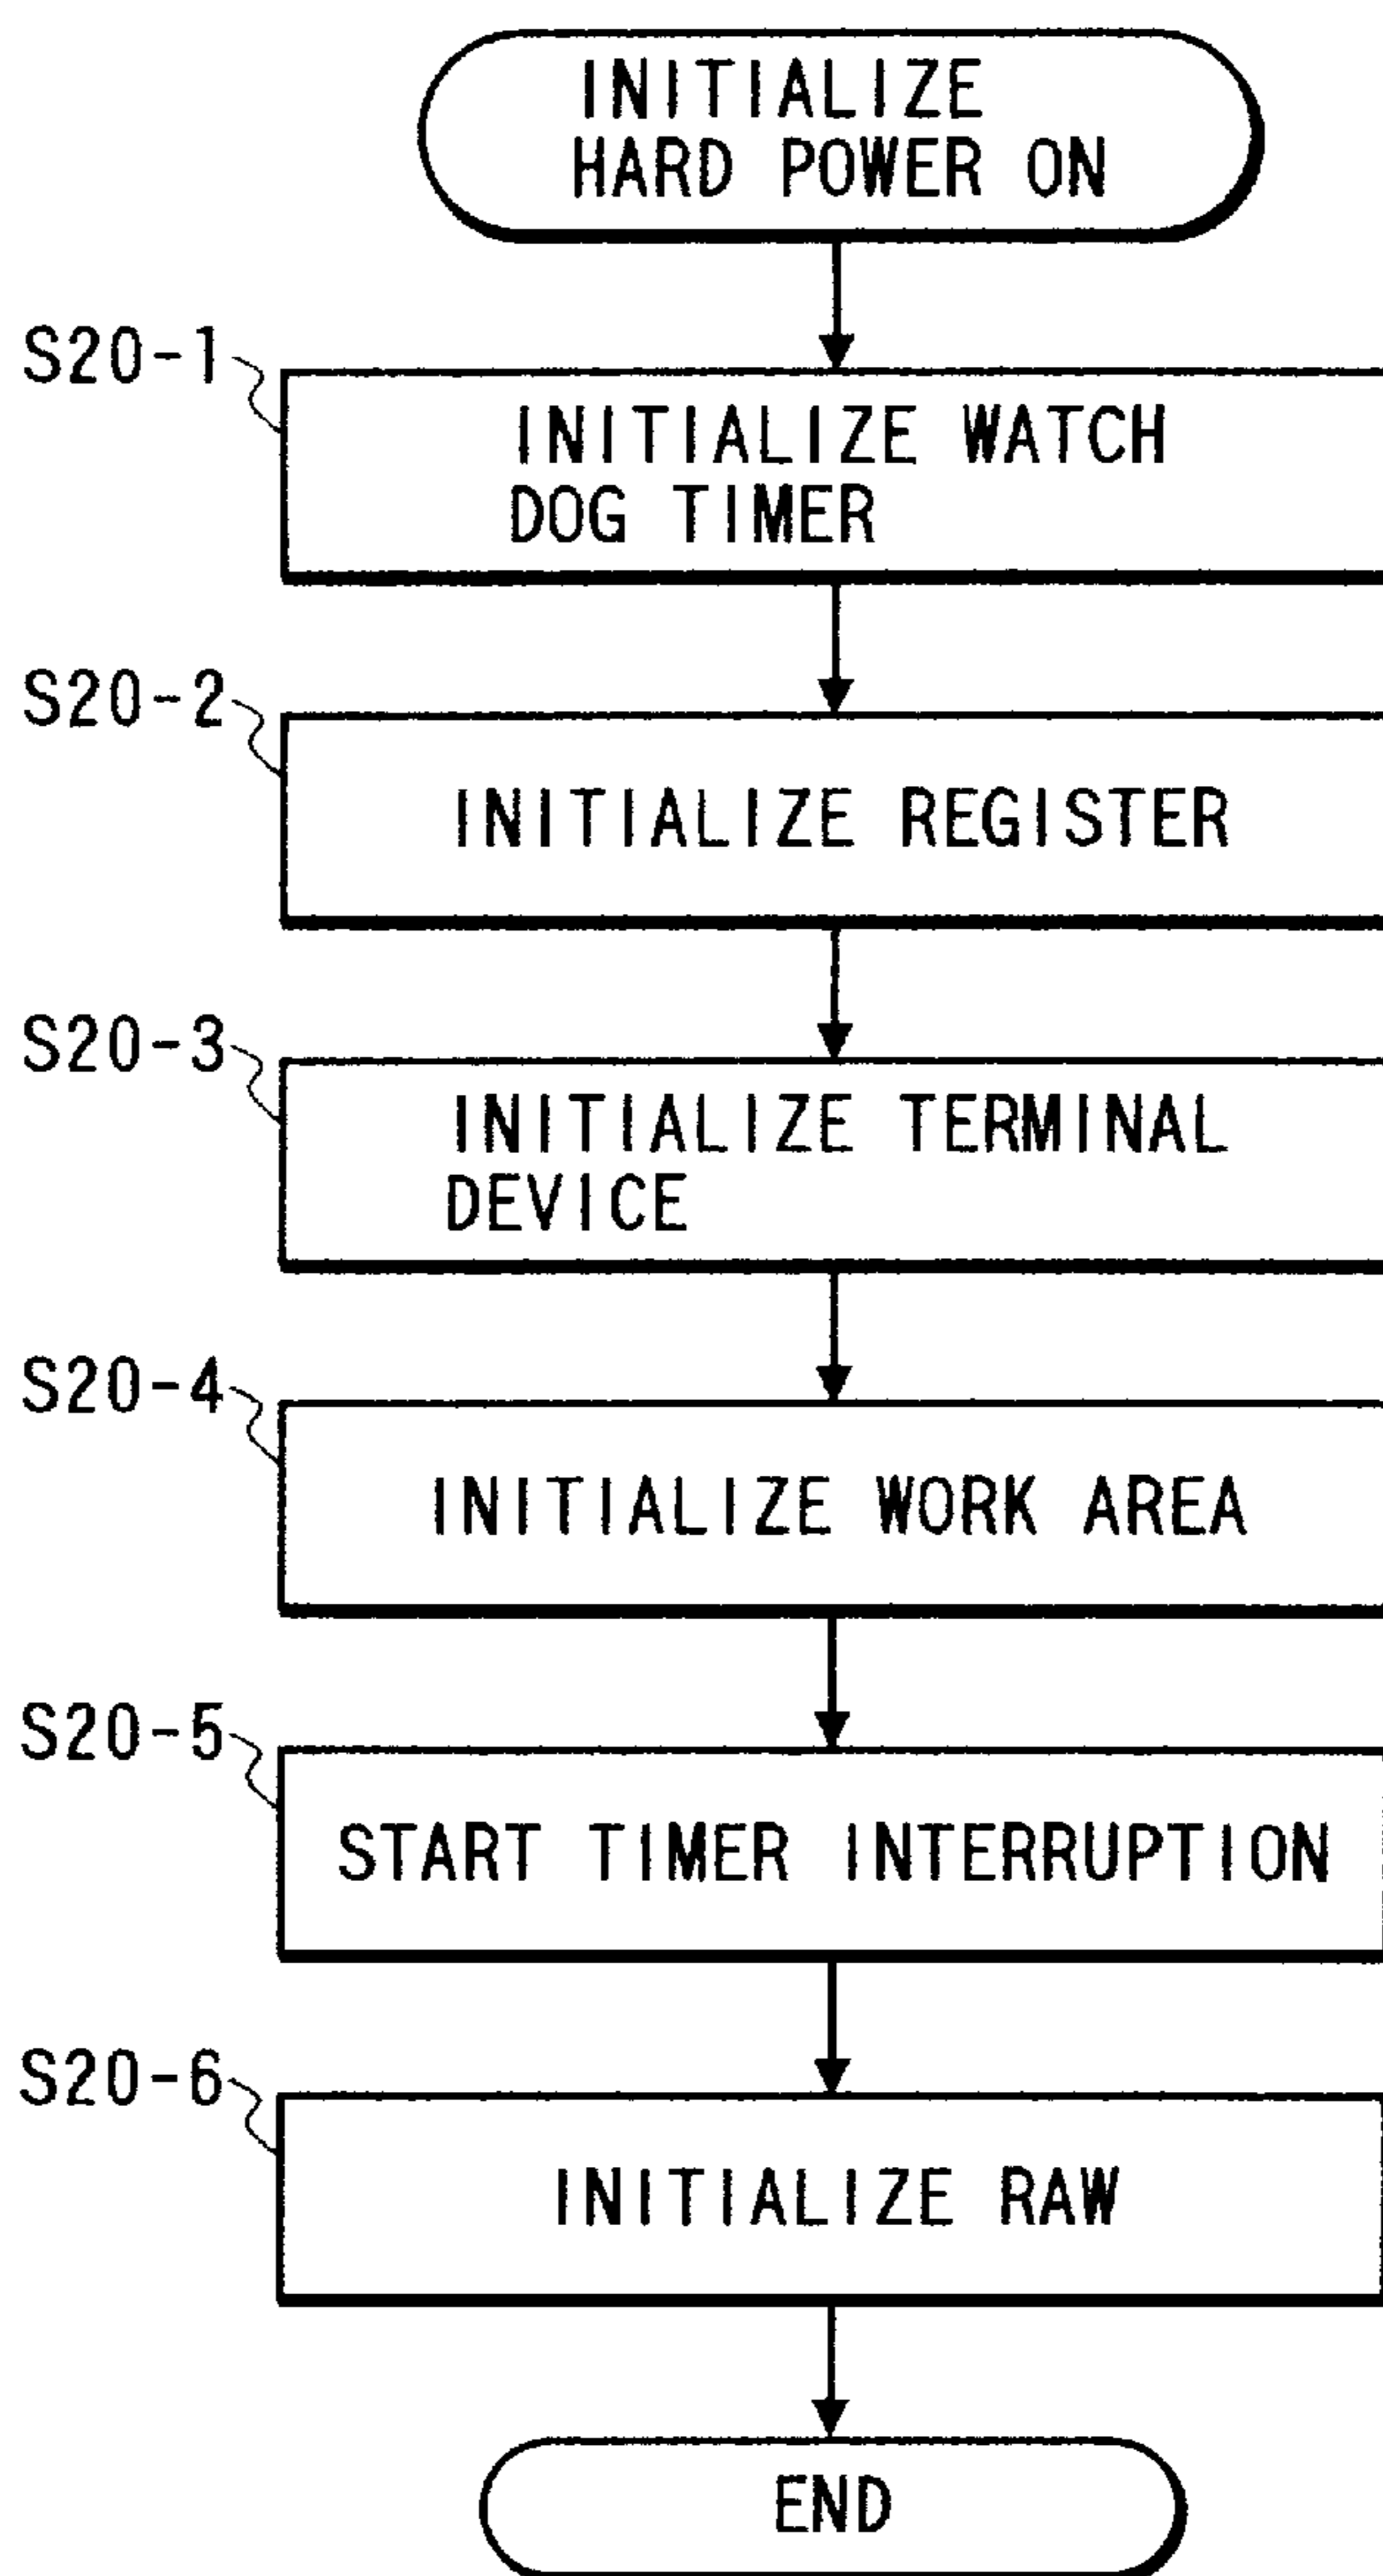 INITIALIZE
HARD POWER ON
S20-1
INITIALIZE WATCH
DOG TIMER
S20-2
INITIALIZE REGISTER
S20-3
INITIALIZE TERMINAL
DEVICE
S20-4
INITIALIZE WORK AREA
S20-5
START TIMER INTERRUPTION
S20-6
INITIALIZE RAW
END